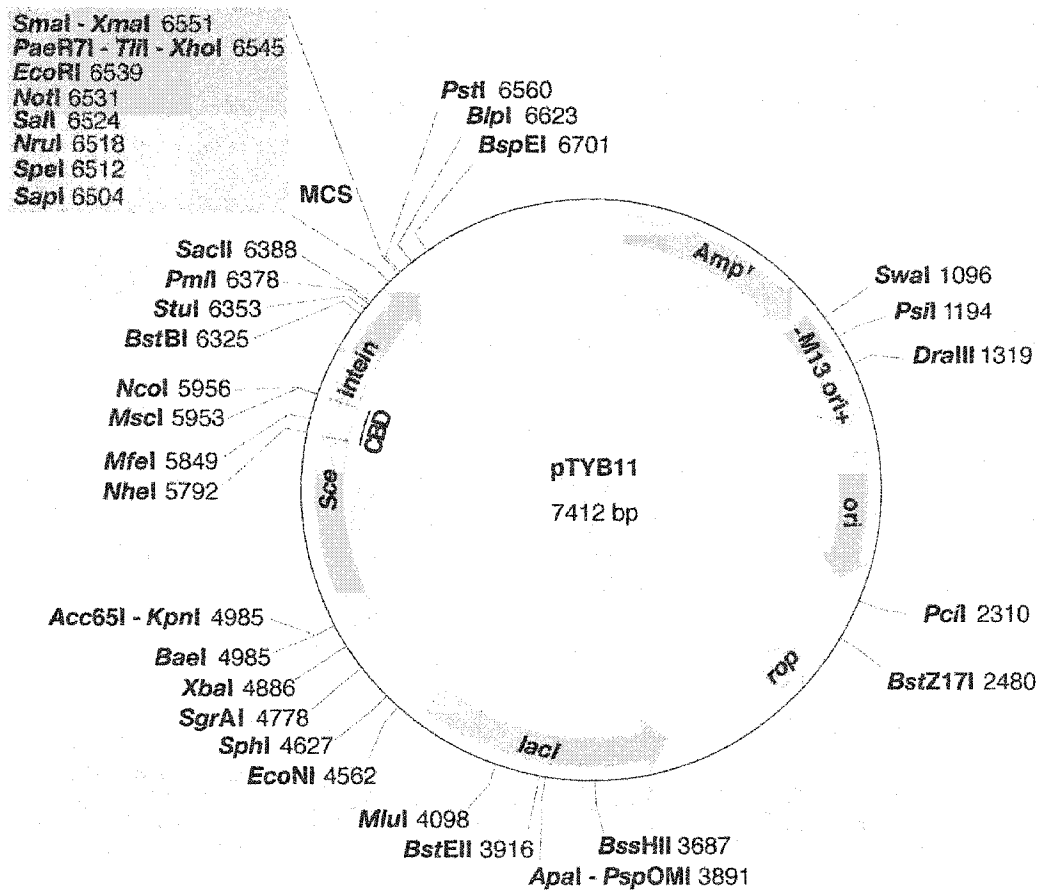 SmaI - XmaI 6551
PaeR7I - TliI - XhoI 6545
EcoRI 6539
NotI 6531
SalI 6524
NruI 6518
SpeI 6512
SapI 6504
MCS
PstI 6560
BlpI 6623
BspEI 6701
SacII 6388
PmlI 6378
StuI 6353
BstBI 6325
NcoI 5956
MscI 5953
MfeI 5849
NheI 5792
Acc65I - KpnI 4985
BaeI 4985
XbaI 4886
SgrAI 4778
SphI 4627
EcoNI 4562
MluI 4098
BstEII 3916
ApaI - PspOMI 3891
BssHII 3687
BstZ17I 2480
PciI 2310
DraIII 1319
PsiI 1194
SwaI 1096
Amp r
-M13 ori+
ori
rop
lacI
Sce
CBD
intein
pTYB11
7412 bp